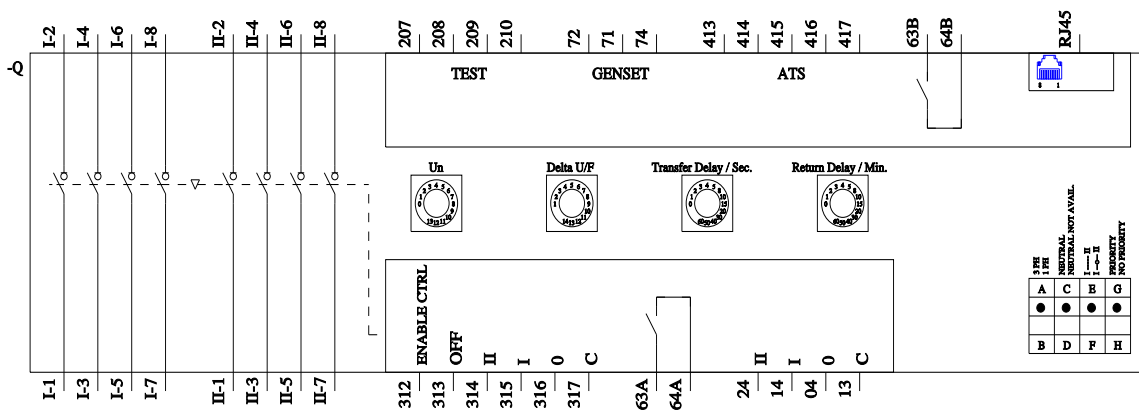 I-2 I-4 I-6 I-8 II-2 II-4 II-6 II-8 207 208 209 210 72 71 74 413 414 415 416 417 63B 64B RJ45
-Q
TEST GENSET ATS
8 1
Un Delta U/F Transfer Delay / Sec. Return Delay / Min.
3 PH
1 PH
NEUTRAL
NEUTRAL NOT AVAIL.
I — II
I -o- II
PRIORITY
NO PRIORITY
A C E G
B D F H
ENABLE CTRL OFF II I 0 C II I 0 C
I-1 I-3 I-5 I-7 II-1 II-3 II-5 II-7 312 313 314 315 316 317 63A 64A 24 14 04 13